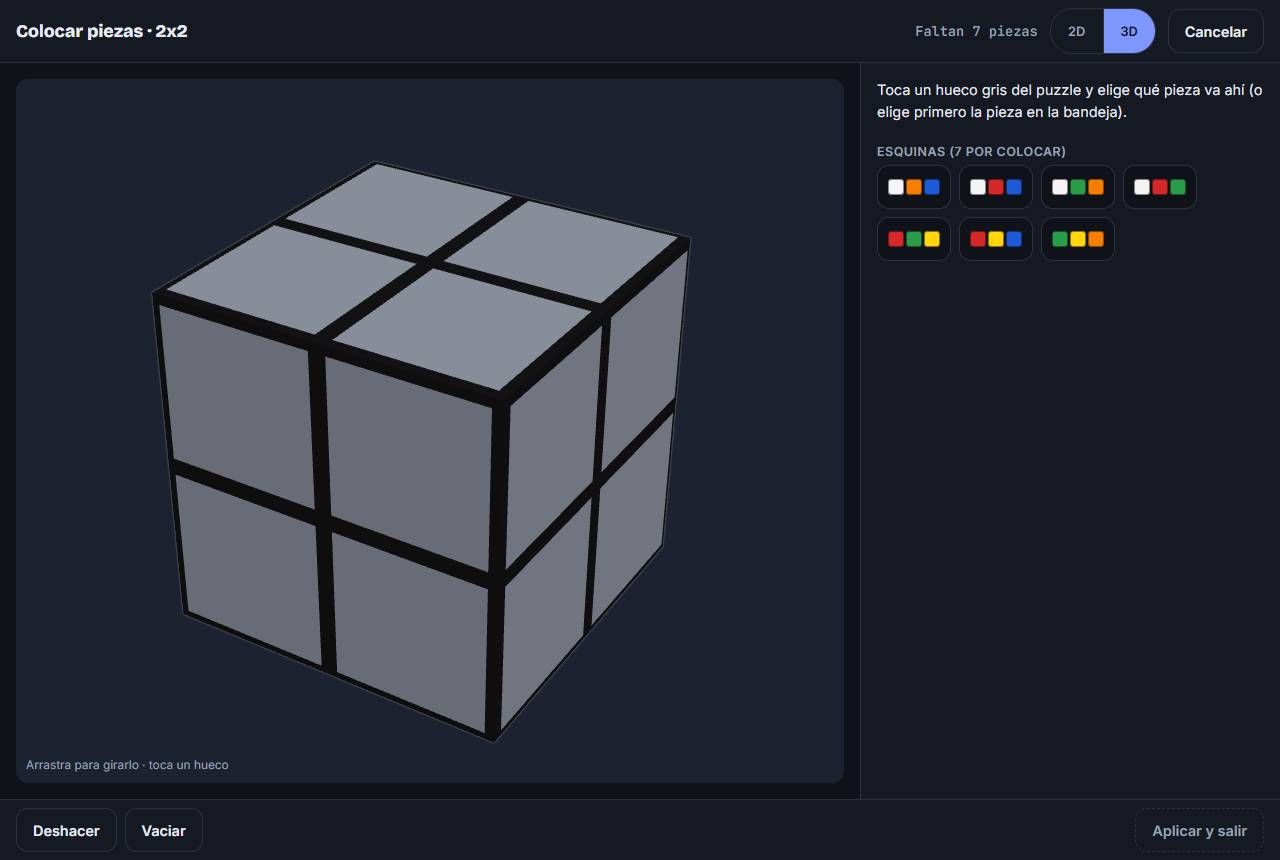 Colocar piezas · 2x2
Faltan 7 piezas
2D
3D
Cancelar
Toca un hueco gris del puzzle y elige qué pieza va ahí (o
elige primero la pieza en la bandeja).
ESQUINAS (7 POR COLOCAR)
Arrastra para girarlo · toca un hueco
Deshacer
Vaciar
Aplicar y salir